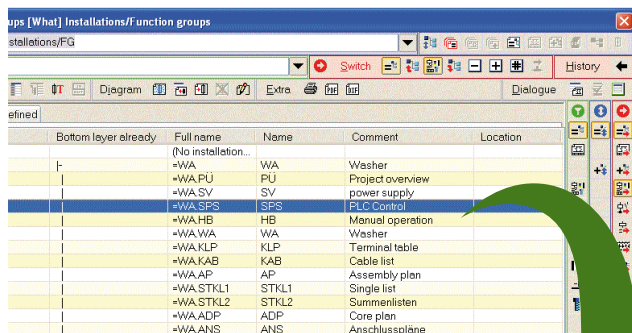 ups [What] Installations/Function groups
stallations/FG
Switch History
Diagram Extra Dialogue
efined
Bottom layer already Full name Name Comment Location
(No installation...
=WA WA Washer
=WA.PÜ PÜ Project overview
=WA.SV SV power supply
=WA.SPS SPS PLC Control
=WA.HB HB Manual operation
=WA.WA WA Washer
=WA.KLP KLP Terminal table
=WA.KAB KAB Cable list
=WA.AP AP Assembly plan
=WA.STKL1 STKL1 Single list
=WA.STKL2 STKL2 Summenlisten
=WA.ADP ADP Core plan
=WA.ANS ANS Anschlusspläne